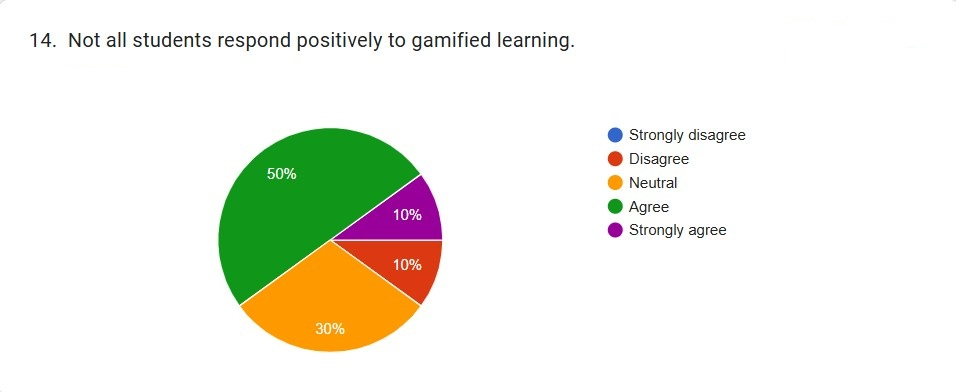 14. Not all students respond positively to gamified learning.
50%
10%
10%
30%
Strongly disagree
Disagree
Neutral
Agree
Strongly agree